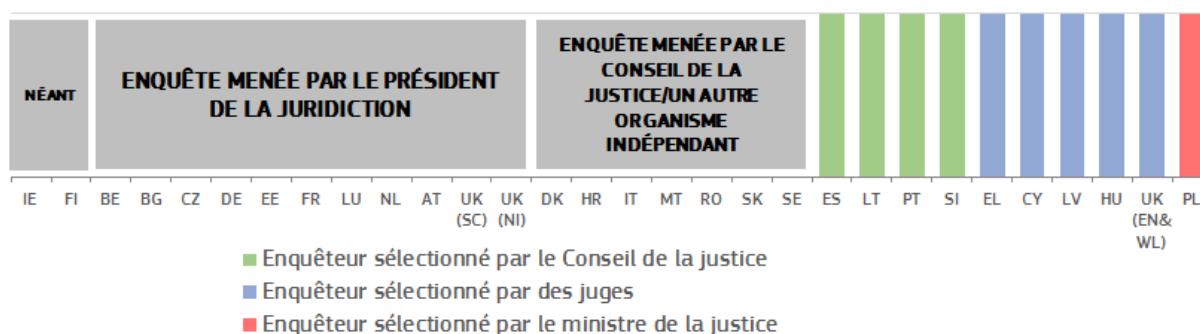 NÉANT
ENQUÊTE MENÉE PAR LE PRÉSIDENT
DE LA JURIDICTION
ENQUÊTE MENÉE PAR LE
CONSEIL DE LA
JUSTICE/UN AUTRE
ORGANISME
INDÉPENDANT
IE FI BE BG CZ DE EE FR LU NL AT UK UK DK HR IT MT RO SK SE ES LT PT SI EL CY LV HU UK PL
(SC) (NI) (EN&
WL)
Enquêteur sélectionné par le Conseil de la justice
Enquêteur sélectionné par des juges
Enquêteur sélectionné par le ministre de la justice